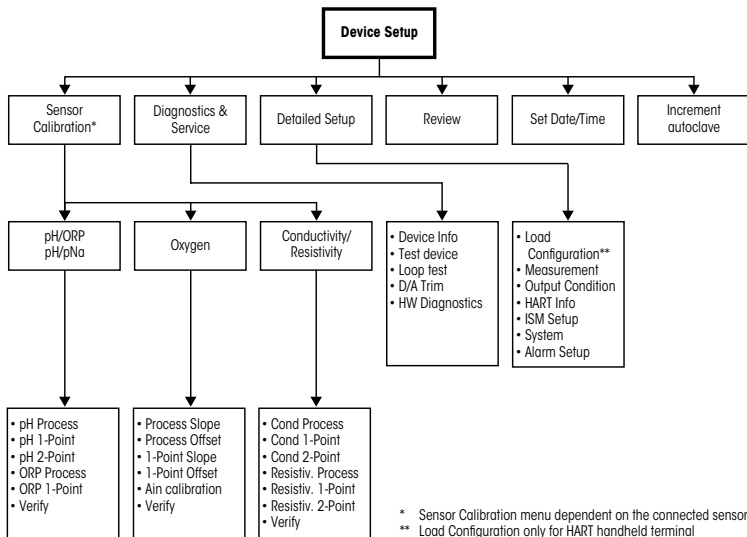 Device Setup
Sensor
Calibration*
Diagnostics &
Service
Detailed Setup
Review
Set Date/Time
Increment
autoclave
pH/ORP
pH/pNa
Oxygen
Conductivity/
Resistivity
• Device Info
• Test device
• Loop test
• D/A Trim
• HW Diagnostics
• Load
Configuration**
• Measurement
• Output Condition
• HART Info
• ISM Setup
• System
• Alarm Setup
• pH Process
• pH 1-Point
• pH 2-Point
• ORP Process
• ORP 1-Point
• Verify
• Process Slope
• Process Offset
• 1-Point Slope
• 1-Point Offset
• Ain calibration
• Verify
• Cond Process
• Cond 1-Point
• Cond 2-Point
• Resistiv. Process
• Resistiv. 1-Point
• Resistiv. 2-Point
• Verify
* Sensor Calibration menu dependent on the connected sensor
** Load Configuration only for HART handheld terminal